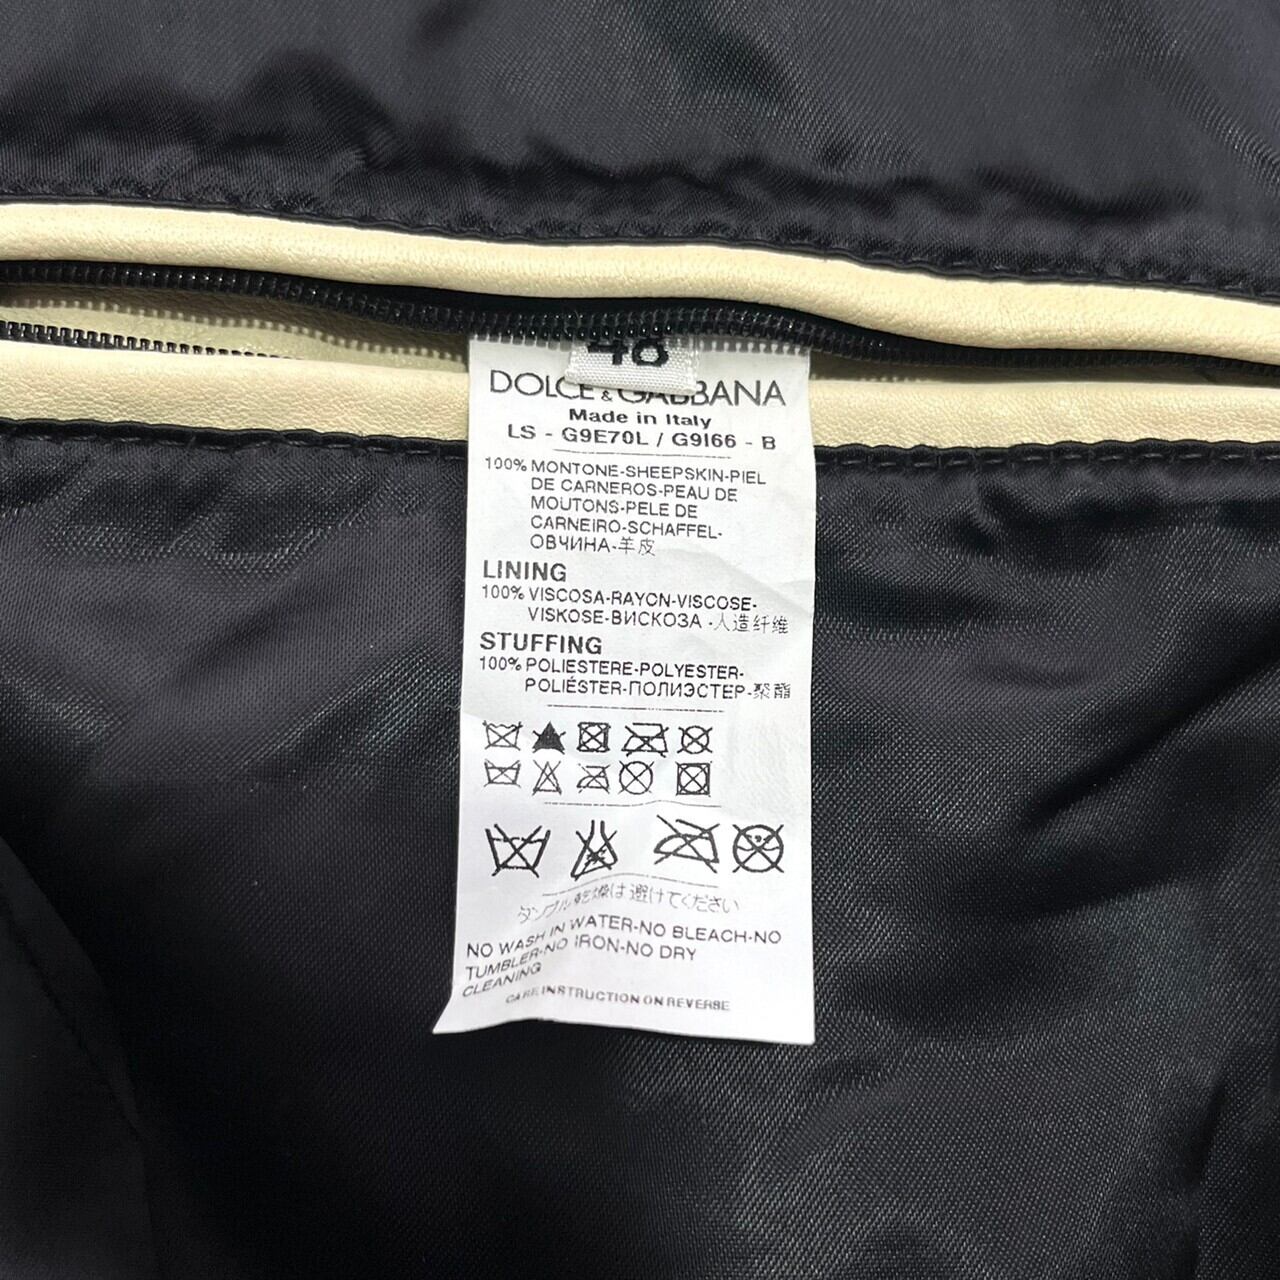 48
DOLCE & GABBANA
Made in Italy
LS - G9E70L / G9I66 - B
100% MONTONE-SHEEPSKIN-PIEL
DE CARNEROS-PEAU DE
MOUTONS-PELE DE
CARNEIRO-SCHAFFEL-
ОВЧИНА-羊皮
LINING
100% VISCOSA-RAYON-VISCOSE-
VISKOSE-ВИСКОЗА -人造纤维
STUFFING
100% POLIESTERE-POLYESTER-
POLIÉSTER-ПОЛИЭСТЕР-聚酯
タンブル乾燥は避けてください
NO WASH IN WATER-NO BLEACH-NO
TUMBLER-NO IRON-NO DRY
CLEANING
CARE INSTRUCTION ON REVERSE